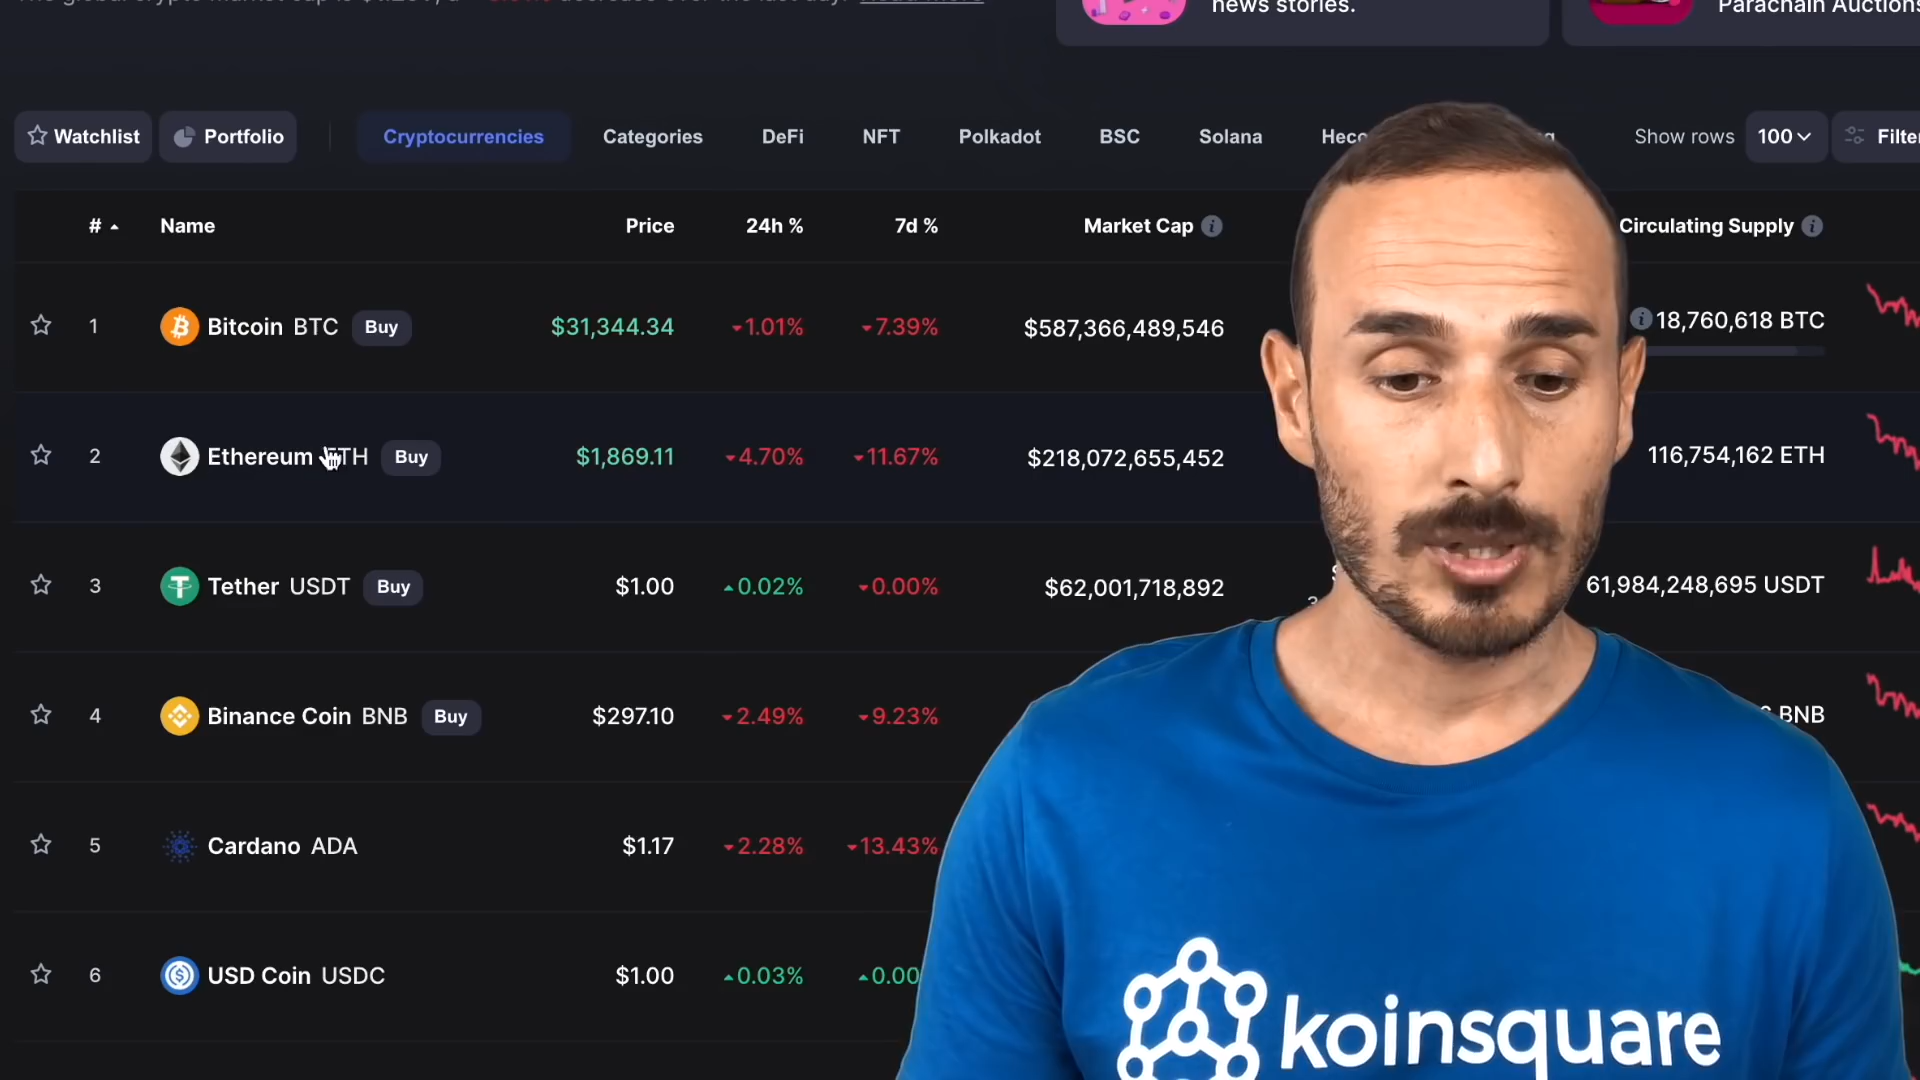 news stories.
Parachain Auctions
Watchlist Portfolio Cryptocurrencies Categories DeFi NFT Polkadot BSC Solana Show rows 100
# Name Price 24h % 7d % Market Cap Circulating Supply
1 Bitcoin BTC Buy $31,344.34 1.01% 7.39% $587,366,489,546 18,760,618 BTC
2 Ethereum ETH Buy $1,869.11 4.70% 11.67% $218,072,655,452 116,754,162 ETH
3 Tether USDT Buy $1.00 0.02% 0.00% $62,001,718,892 61,984,248,695 USDT
4 Binance Coin BNB Buy $297.10 2.49% 9.23% BNB
5 Cardano ADA $1.17 2.28% 13.43%
6 USD Coin USDC $1.00 0.03% 0.00
koinsquare